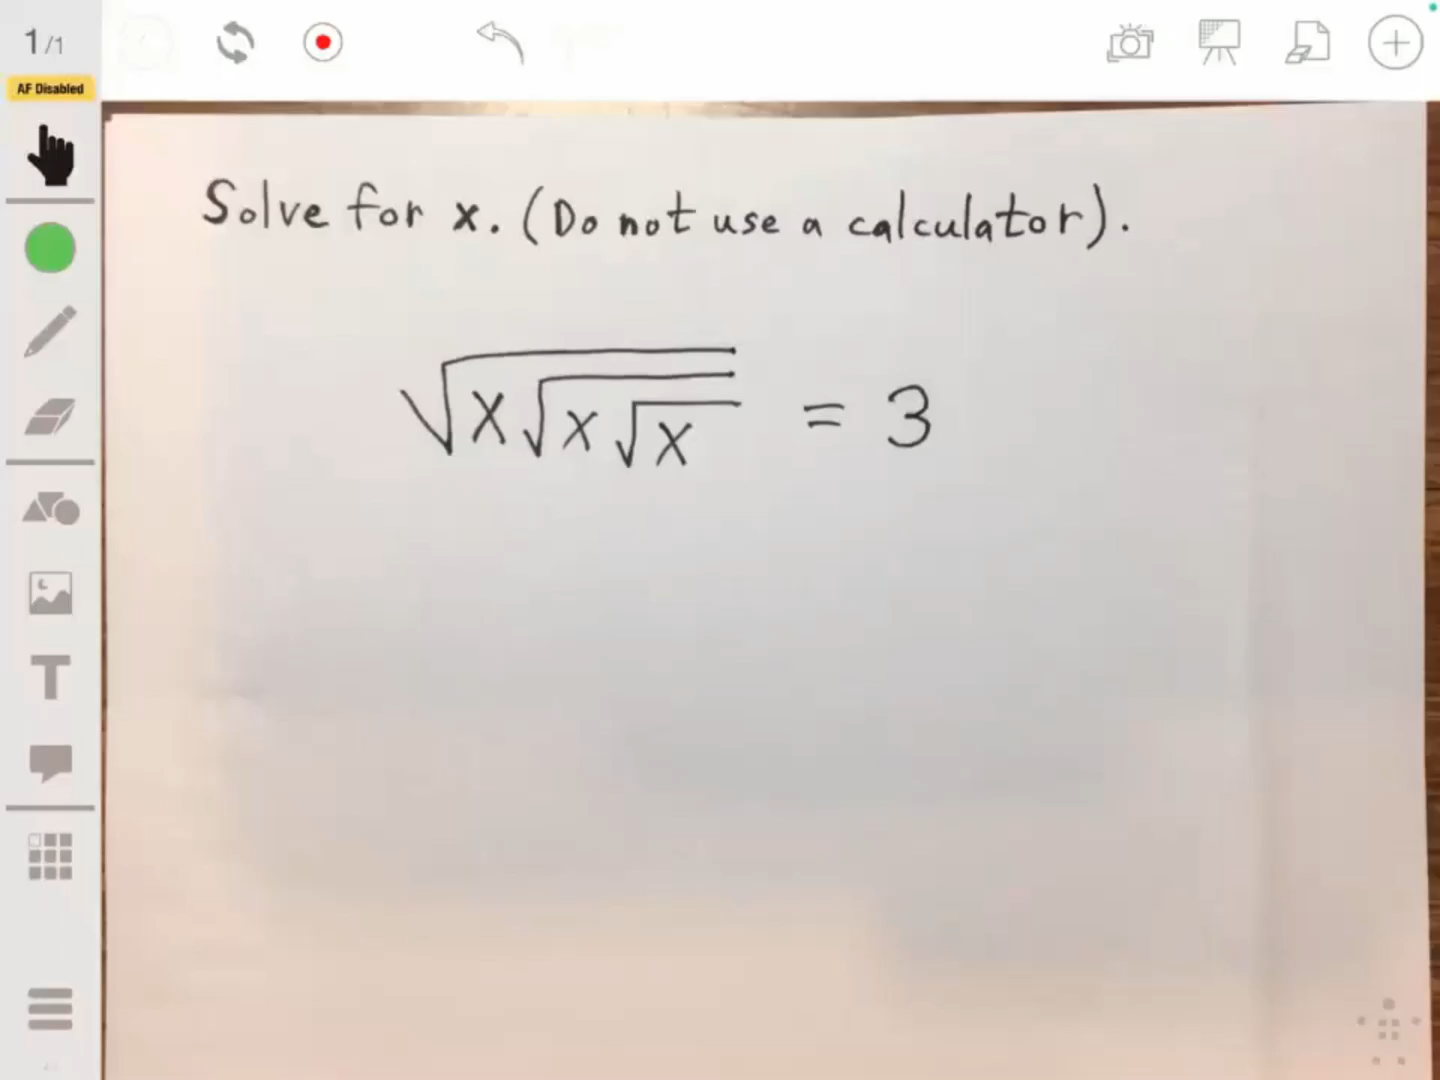 1/1
AF Disabled
Solve for x. (Do not use a calculator).
√(x√(x√x)) = 3
T